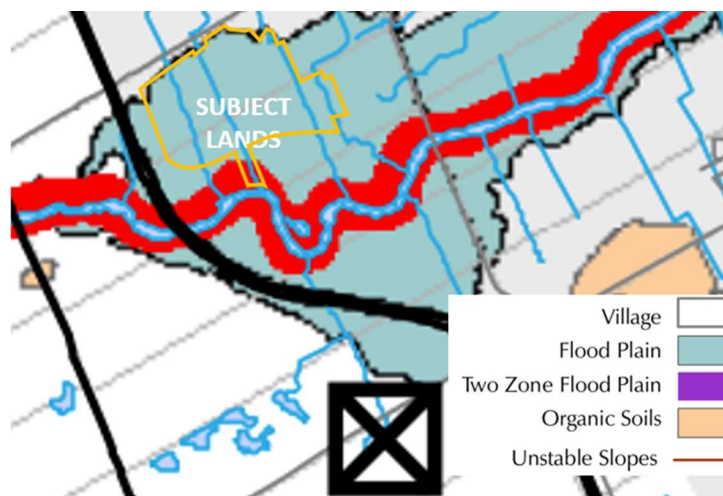 SUBJECT
LANDS
Village
Flood Plain
Two Zone Flood Plain
Organic Soils
Unstable Slopes